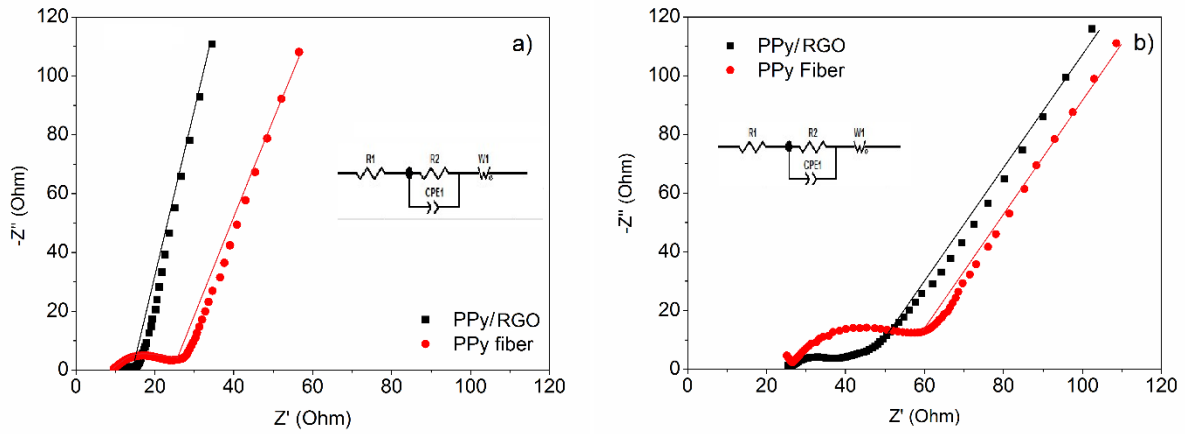 120
100
80
60
40
20
0
-Z'' (Ohm)
a)
R1 R2 W1
CPE1
PPy/RGO
PPy fiber
0 20 40 60 80 100 120
Z' (Ohm)
120
100
80
60
40
20
0
-Z'' (Ohm)
PPy/RGO
PPy Fiber
b)
R1 R2 W1
CPE1
0 20 40 60 80 100 120
Z' (Ohm)